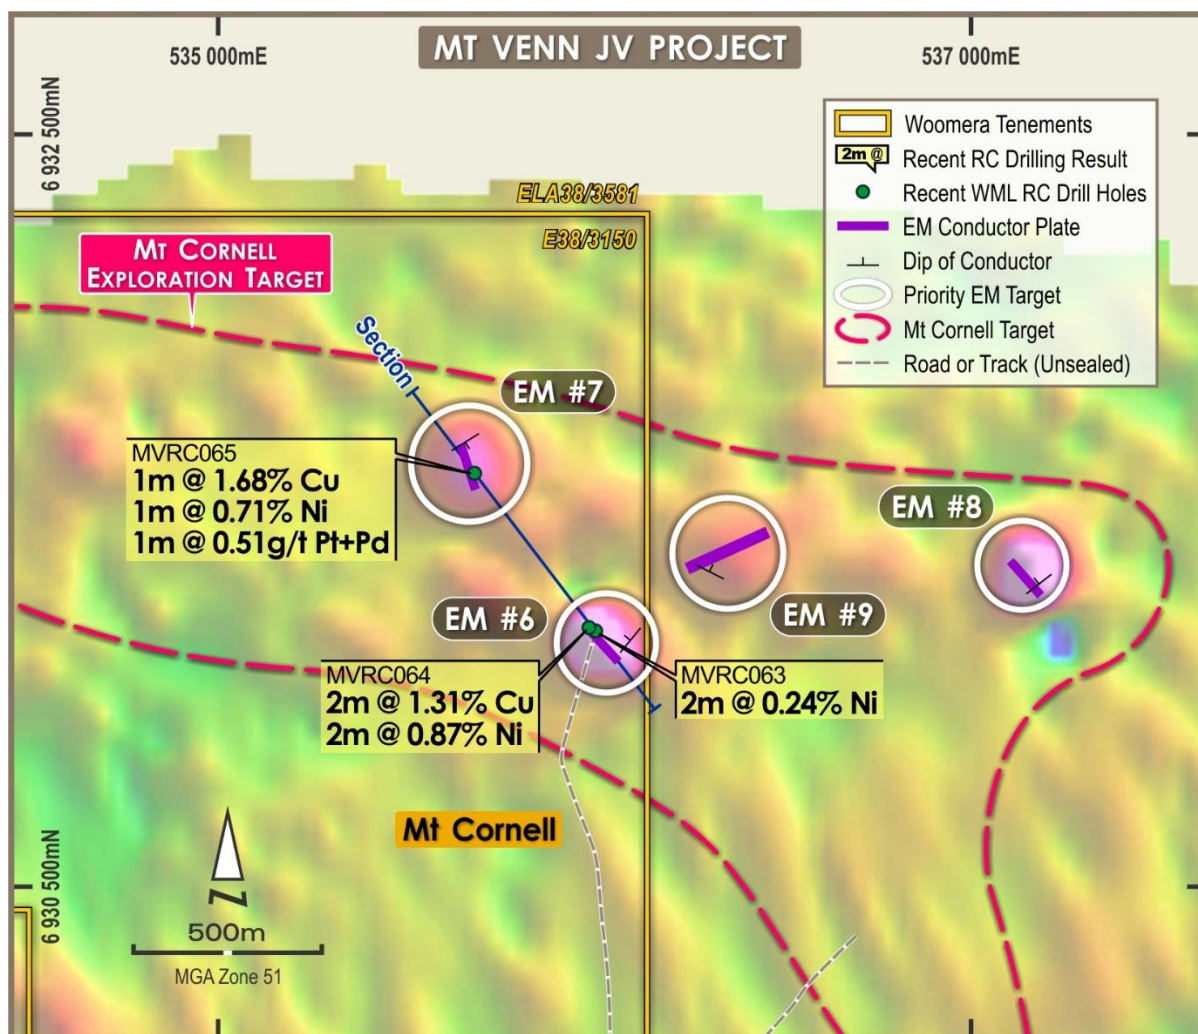 MT VENN JV PROJECT
535 000mE
537 000mE
6 932 500mN
Woomera Tenements
2m @
Recent RC Drilling Result
Recent WML RC Drill Holes
EM Conductor Plate
Dip of Conductor
Priority EM Target
Mt Cornell Target
Road or Track (Unsealed)
ELA38/3581
E38/3150
MT CORNELL
EXPLORATION TARGET
Section
EM #7
MVRC065
1m @ 1.68% Cu
1m @ 0.71% Ni
1m @ 0.51g/t Pt+Pd
EM #8
EM #9
EM #6
MVRC064
2m @ 1.31% Cu
2m @ 0.87% Ni
MVRC063
2m @ 0.24% Ni
Mt Cornell
6 930 500mN
N
500m
MGA Zone 51